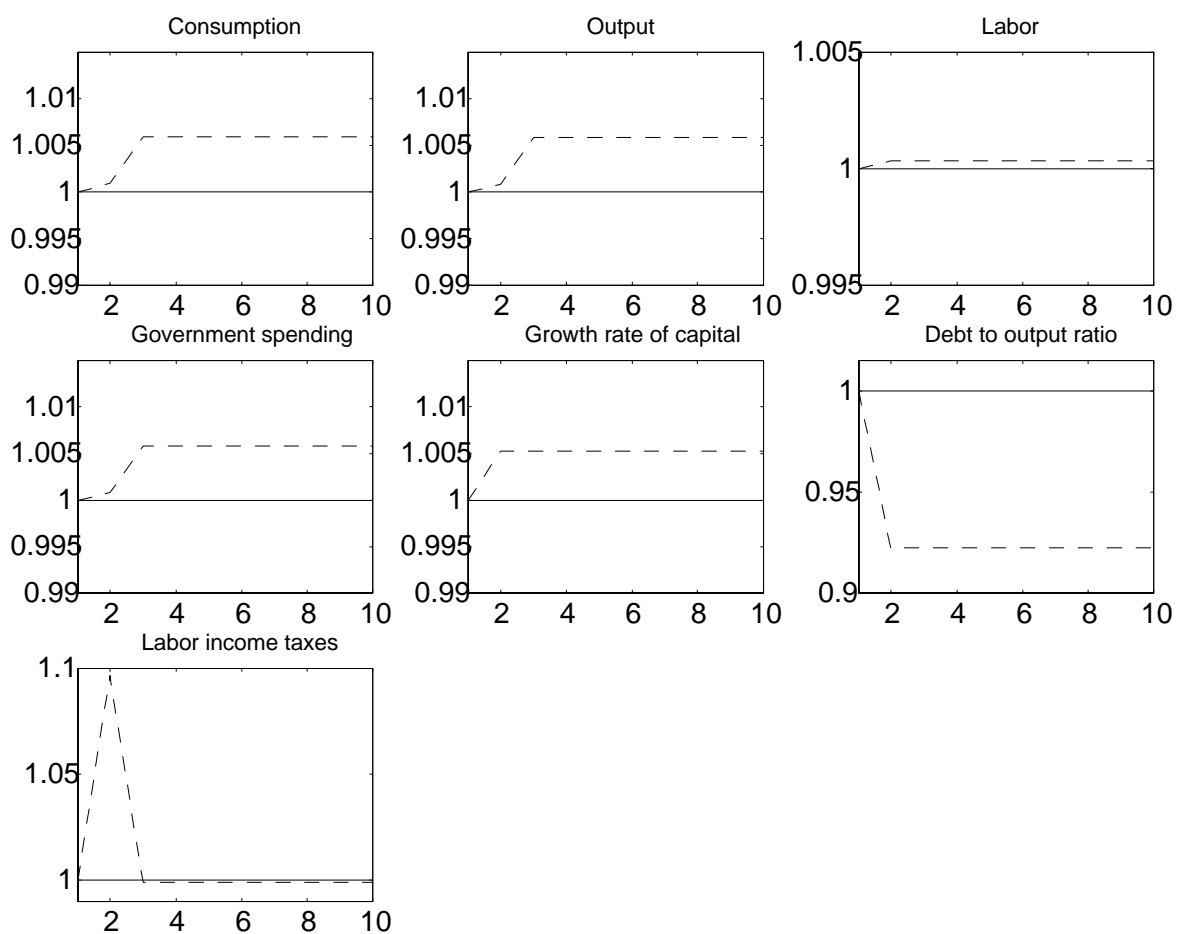 Consumption
1.01
1.005
1
0.995
0.99
2 4 6 8 10
Output
1.01
1.005
1
0.995
0.99
2 4 6 8 10
Labor
1.005
1
0.995
2 4 6 8 10
Government spending
1.01
1.005
1
0.995
0.99
2 4 6 8 10
Growth rate of capital
1.01
1.005
1
0.995
0.99
2 4 6 8 10
Debt to output ratio
1
0.95
0.9
2 4 6 8 10
Labor income taxes
1.1
1.05
1
2 4 6 8 10